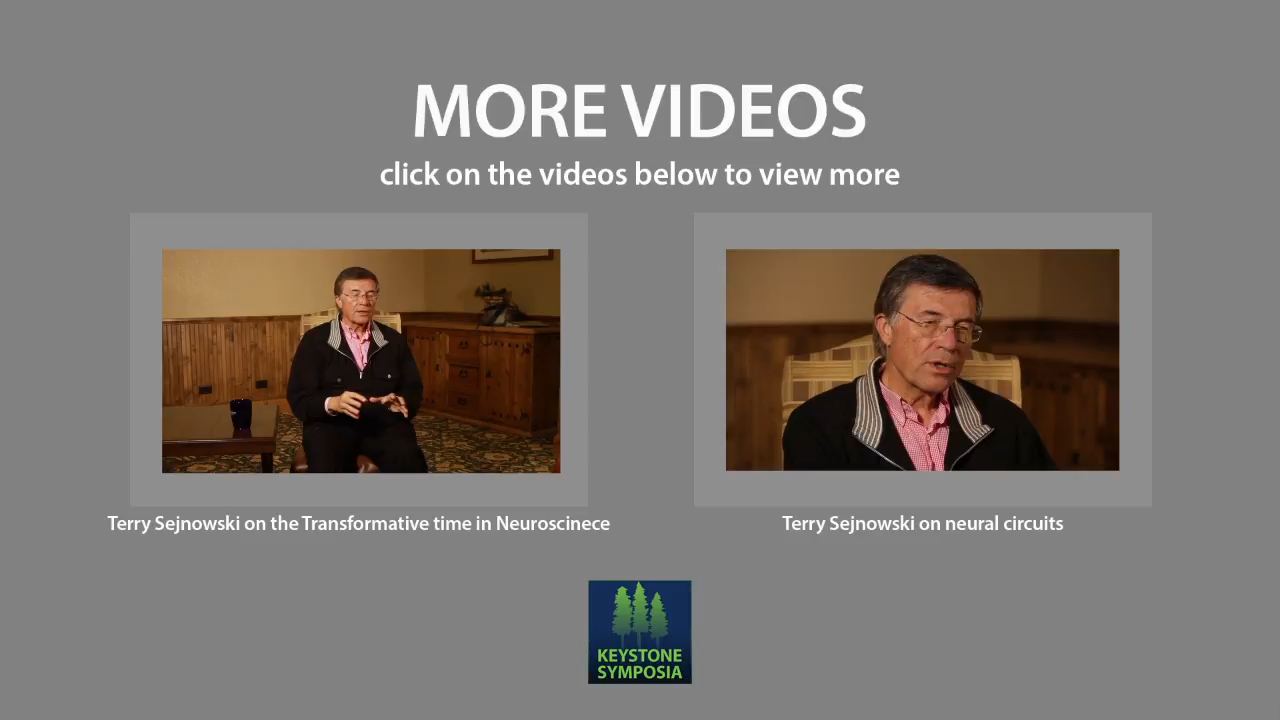 MORE VIDEOS
click on the videos below to view more
Terry Sejnowski on the Transformative time in Neuroscinece
Terry Sejnowski on neural circuits
KEYSTONE
SYMPOSIA